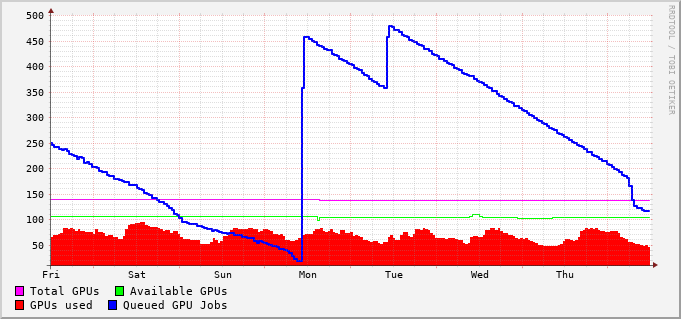 500
450
400
350
300
250
200
150
100
50
Fri Sat Sun Mon Tue Wed Thu
Total GPUs Available GPUs
GPUs used Queued GPU Jobs
RRDTOOL / TOBI OETIKER